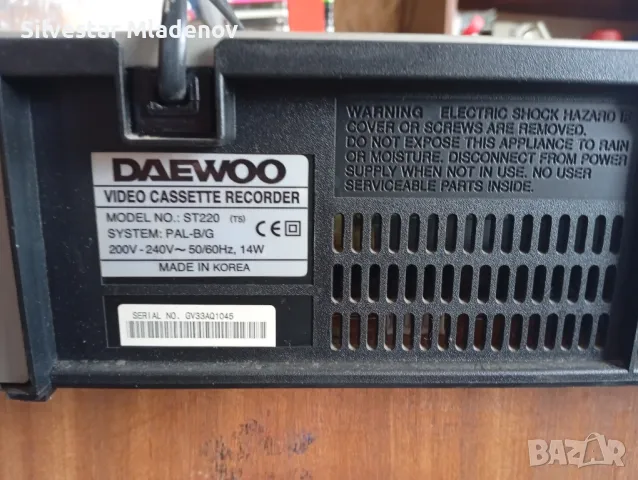 Silvestar Mladenov
DAEWOO
VIDEO CASSETTE RECORDER
MODEL NO.: ST220 (TS)
SYSTEM: PAL-B/G
200V - 240V~ 50/60Hz, 14W
CE
MADE IN KOREA
SERIAL NO. GV33AQ1045
WARNING ELECTRIC SHOCK HAZARD
COVER OR SCREWS ARE REMOVED.
DO NOT EXPOSE THIS APPLIANCE TO RAIN
OR MOISTURE. DISCONNECT FROM POWER
SUPPLY WHEN NOT IN USE. NO USER
SERVICEABLE PARTS INSIDE.
BAZAR
bg